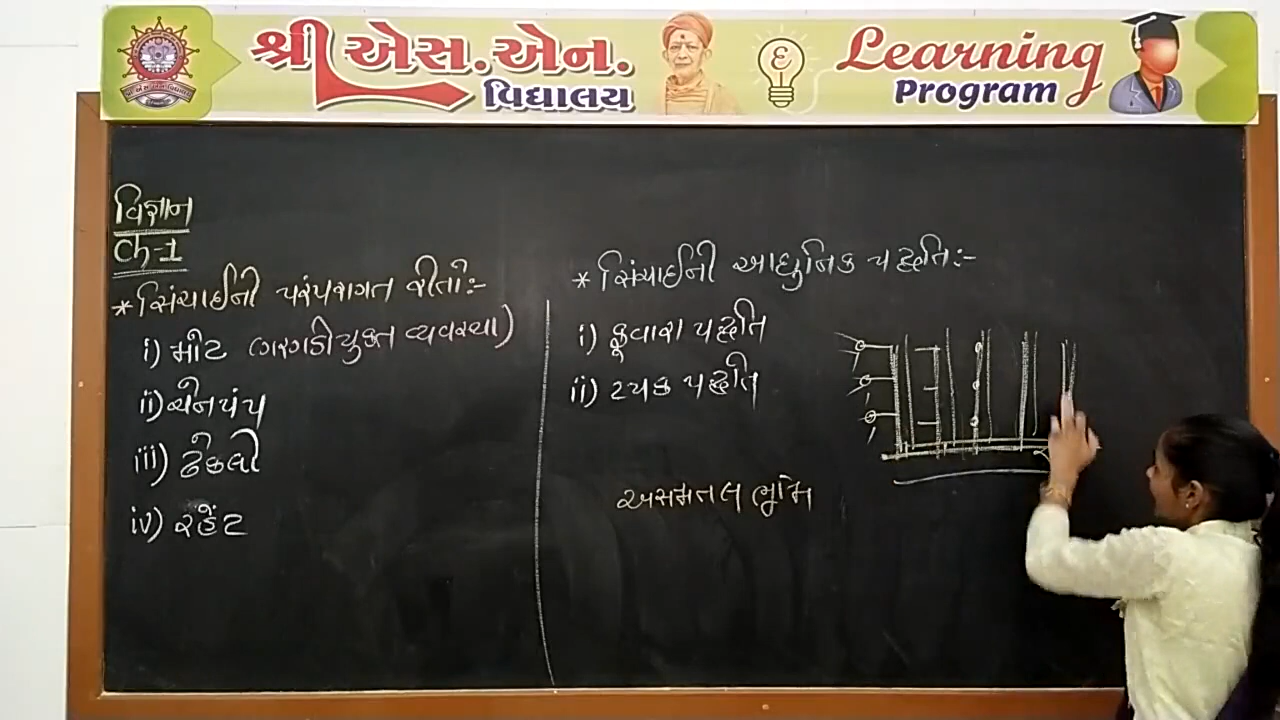 શ્રી એસ.એન.
વિદ્યાલય
Learning
Program
વિજ્ઞાન
Ch-1
* સિંચાઈની પરંપરાગત રીતો:-
i) મોટ (ગરગડીયુક્ત વ્યવસ્થા)
ii) ચેનપંપ
iii) ઢેકલી
iv) રહેંટ
* સિંચાઈની આધુનિક પદ્ધતિ:-
i) ફૂવારા પદ્ધતિ
ii) ટપક પદ્ધતિ
અસમતલ ભૂમિ